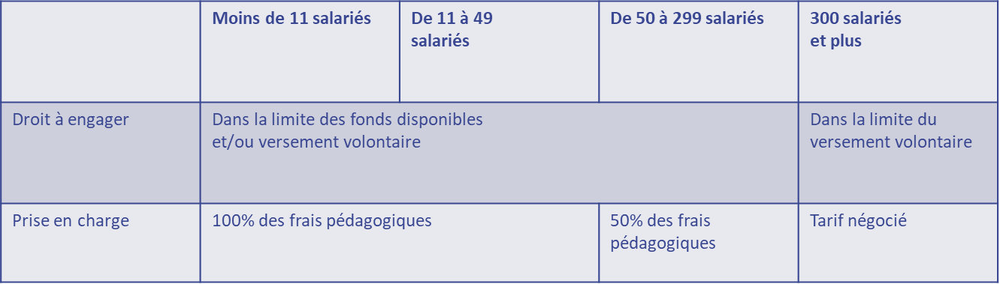 Moins de 11 salariés
De 11 à 49
salariés
De 50 à 299 salariés
300 salariés
et plus
Droit à engager
Dans la limite des fonds disponibles
et/ou versement volontaire
Dans la limite du
versement volontaire
Prise en charge
100% des frais pédagogiques
50% des frais
pédagogiques
Tarif négocié